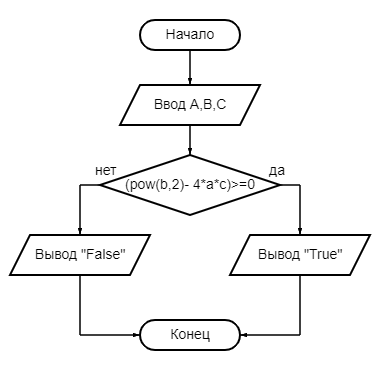 Начало
Ввод A,B,C
нет
да
(pow(b,2)- 4*a*c)>=0
Вывод "False"
Вывод "True"
Конец